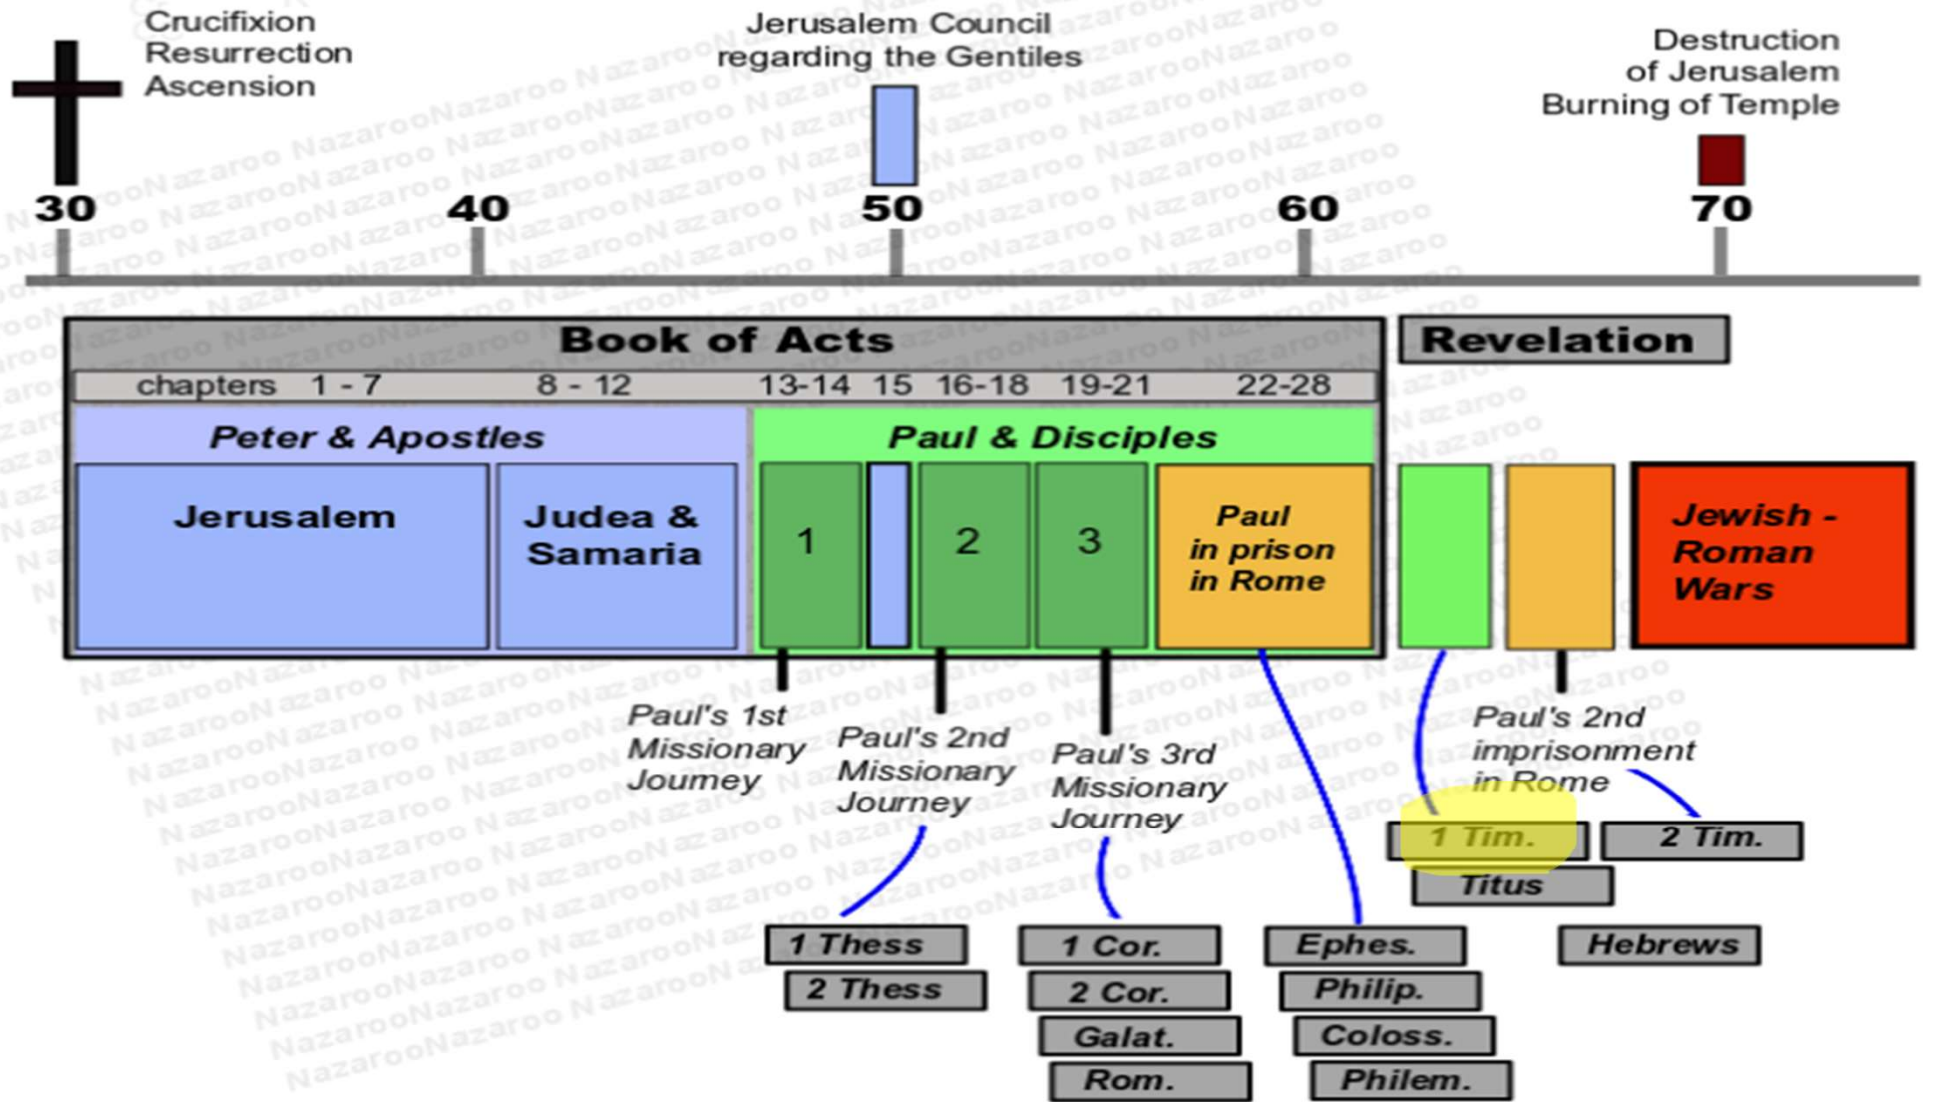 Crucifixion
Resurrection
Ascension
Jerusalem Council
regarding the Gentiles
Destruction
of Jerusalem
Burning of Temple
30 40 50 60 70
Book of Acts
Revelation
chapters 1 - 7 8 - 12 13-14 15 16-18 19-21 22-28
Peter & Apostles
Paul & Disciples
Jerusalem
Judea &
Samaria
1
2
3
Paul
in prison
in Rome
Jewish -
Roman
Wars
Paul's 1st
Missionary
Journey
Paul's 2nd
Missionary
Journey
Paul's 3rd
Missionary
Journey
Paul's 2nd
imprisonment
in Rome
1 Tim.
2 Tim.
Titus
1 Thess
2 Thess
1 Cor.
2 Cor.
Galat.
Rom.
Ephes.
Philip.
Coloss.
Philem.
Hebrews
Nazaroo